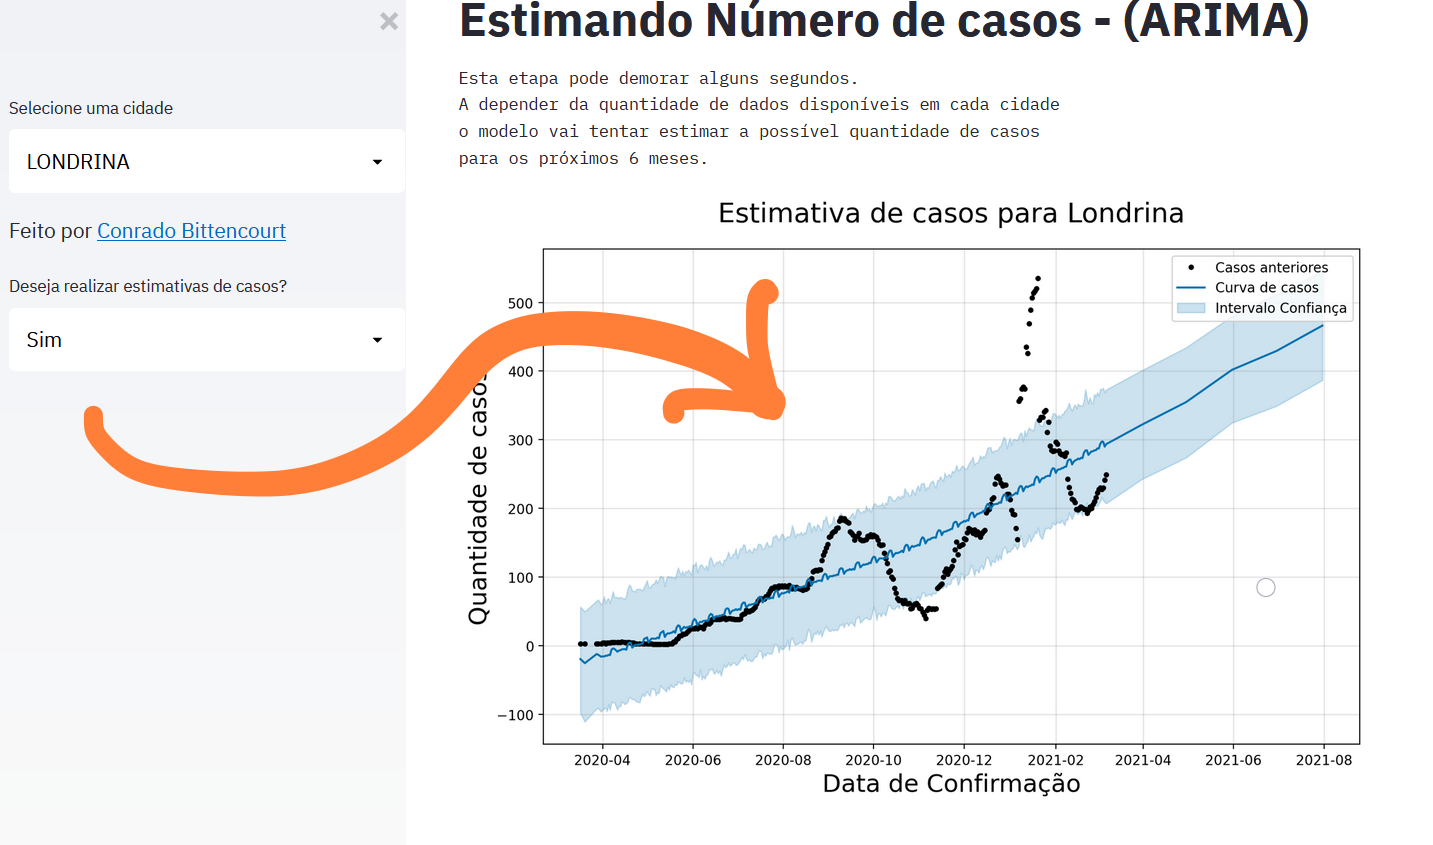 Estimando Número de casos - (ARIMA)
Esta etapa pode demorar alguns segundos.
A depender da quantidade de dados disponíveis em cada cidade
o modelo vai tentar estimar a possível quantidade de casos
para os próximos 6 meses.
Selecione uma cidade
LONDRINA
Feito por Conrado Bittencourt
Deseja realizar estimativas de casos?
Sim
Estimativa de casos para Londrina
Casos anteriores
Curva de casos
Intervalo Confiança
Quantidade de casos
500
400
300
200
100
0
−100
2020-04 2020-06 2020-08 2020-10 2020-12 2021-02 2021-04 2021-06 2021-08
Data de Confirmação